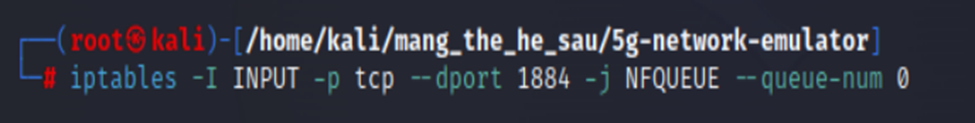 ┌──(root㉿kali)-[/home/kali/mang_the_he_sau/5g-network-emulator]
└─# iptables -I INPUT -p tcp --dport 1884 -j NFQUEUE --queue-num 0